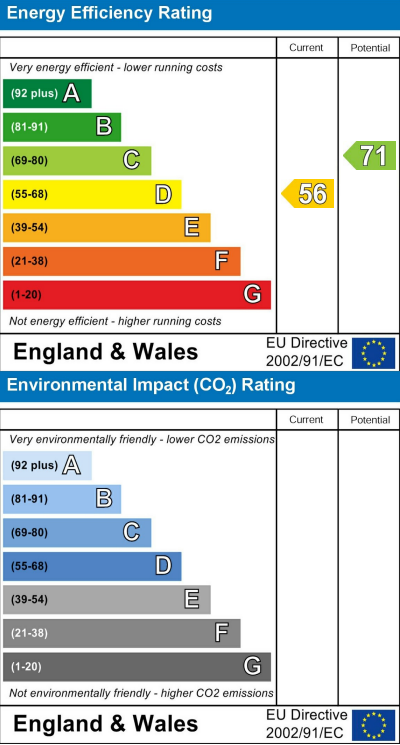 Energy Efficiency Rating
Current Potential
Very energy efficient - lower running costs
(92 plus) A
(81-91) B
(69-80) C
71
(55-68) D
56
(39-54) E
(21-38) F
(1-20) G
Not energy efficient - higher running costs
England & Wales
EU Directive
2002/91/EC
Environmental Impact (CO₂) Rating
Current Potential
Very environmentally friendly - lower CO2 emissions
(92 plus) A
(81-91) B
(69-80) C
(55-68) D
(39-54) E
(21-38) F
(1-20) G
Not environmentally friendly - higher CO2 emissions
England & Wales
EU Directive
2002/91/EC